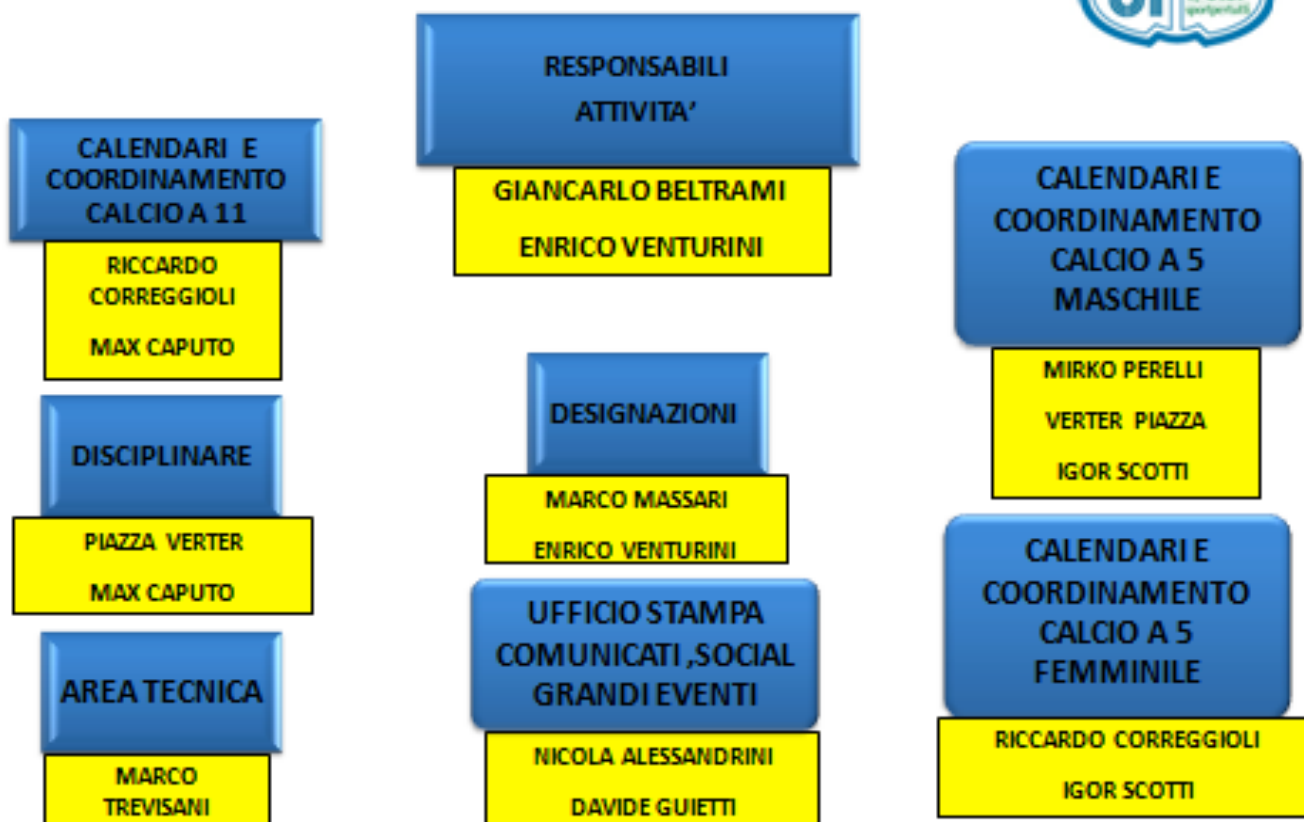 RESPONSABILI
ATTIVITA'
GIANCARLO BELTRAMI
ENRICO VENTURINI
CALENDARI E
COORDINAMENTO
CALCIO A 11
RICCARDO
CORREGGIOLI
MAX CAPUTO
DISCIPLINARE
PIAZZA VERTER
MAX CAPUTO
AREA TECNICA
MARCO
TREVISANI
DESIGNAZIONI
MARCO MASSARI
ENRICO VENTURINI
UFFICIO STAMPA
COMUNICATI ,SOCIAL
GRANDI EVENTI
NICOLA ALESSANDRINI
DAVIDE GUIETTI
CALENDARI E
COORDINAMENTO
CALCIO A 5
MASCHILE
MIRKO PERELLI
VERTER PIAZZA
IGOR SCOTTI
CALENDARI E
COORDINAMENTO
CALCIO A 5
FEMMINILE
RICCARDO CORREGGIOLI
IGOR SCOTTI
sportpertutti